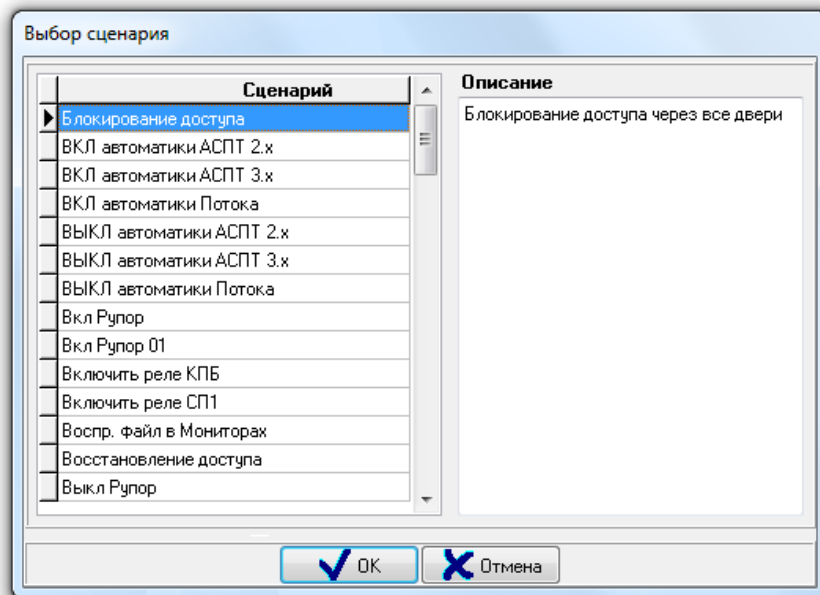 Выбор сценария
Сценарий
Блокирование доступа
ВКЛ автоматики АСПТ 2.x
ВКЛ автоматики АСПТ 3.x
ВКЛ автоматики Потока
ВЫКЛ автоматики АСПТ 2.x
ВЫКЛ автоматики АСПТ 3.x
ВЫКЛ автоматики Потока
Вкл Рупор
Вкл Рупор 01
Включить реле КПБ
Включить реле СП1
Воспр. файл в Мониторах
Восстановление доступа
Выкл Рупор
Описание
Блокирование доступа через все двери
OK
Отмена